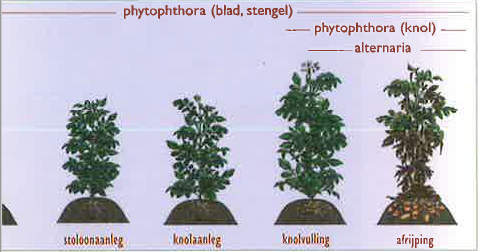 phytophthora (blad, stengel)
phytophthora (knol)
alternaria
stoloonaanleg knolaanleg knolvulling afrijping